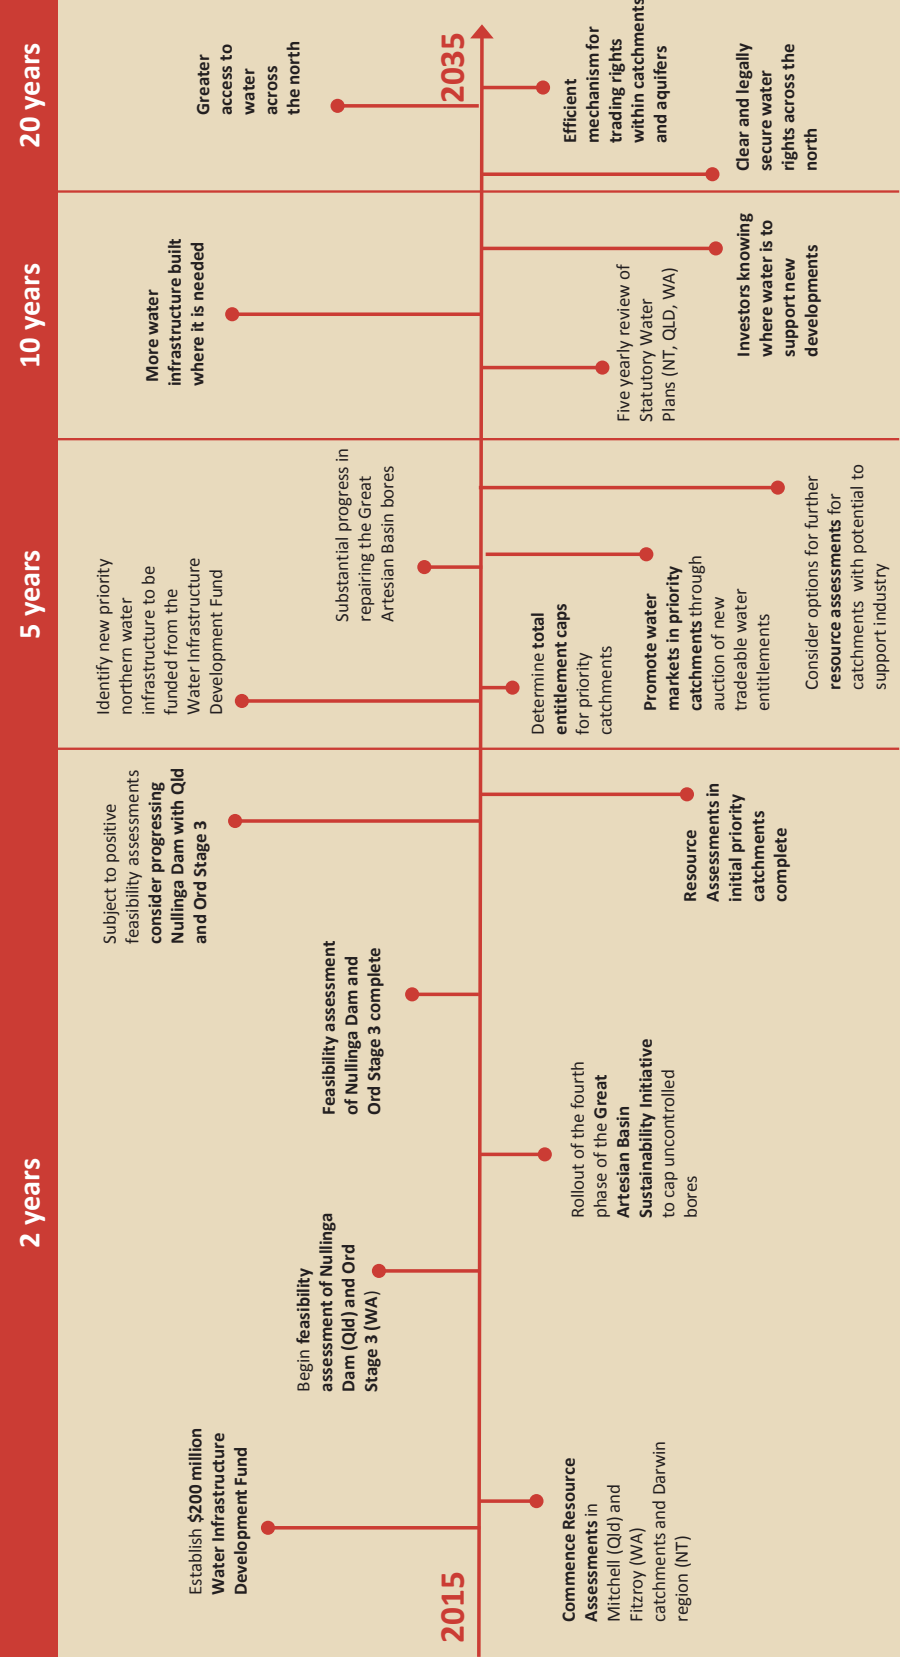 2 years
5 years
10 years
20 years
2015
2035
Establish $200 million
Water Infrastructure
Development Fund
Begin feasibility
assessment of Nullinga
Dam (Qld) and Ord
Stage 3 (WA)
Feasibility assessment
of Nullinga Dam and
Ord Stage 3 complete
Subject to positive
feasibility assessments
consider progressing
Nullinga Dam with Qld
and Ord Stage 3
Identify new priority
northern water
infrastructure to be
funded from the
Water Infrastructure
Development Fund
Substantial progress in
repairing the Great
Artesian Basin bores
More water
infrastructure built
where it is needed
Greater
access to
water
across
the north
Commence Resource
Assessments in
Mitchell (Qld) and
Fitzroy (WA)
catchments and Darwin
region (NT)
Rollout of the fourth
phase of the Great
Artesian Basin
Sustainability Initiative
to cap uncontrolled
bores
Resource
Assessments in
initial priority
catchments
complete
Determine total
entitlement caps
for priority
catchments
Promote water
markets in priority
catchments through
auction of new
tradeable water
entitlements
Consider options for further
resource assessments for
catchments with potential to
support industry
Five yearly review of
Statutory Water
Plans (NT, QLD, WA)
Investors knowing
where water is to
support new
developments
Efficient
mechanism for
trading rights
within catchments
and aquifers
Clear and legally
secure water
rights across the
north